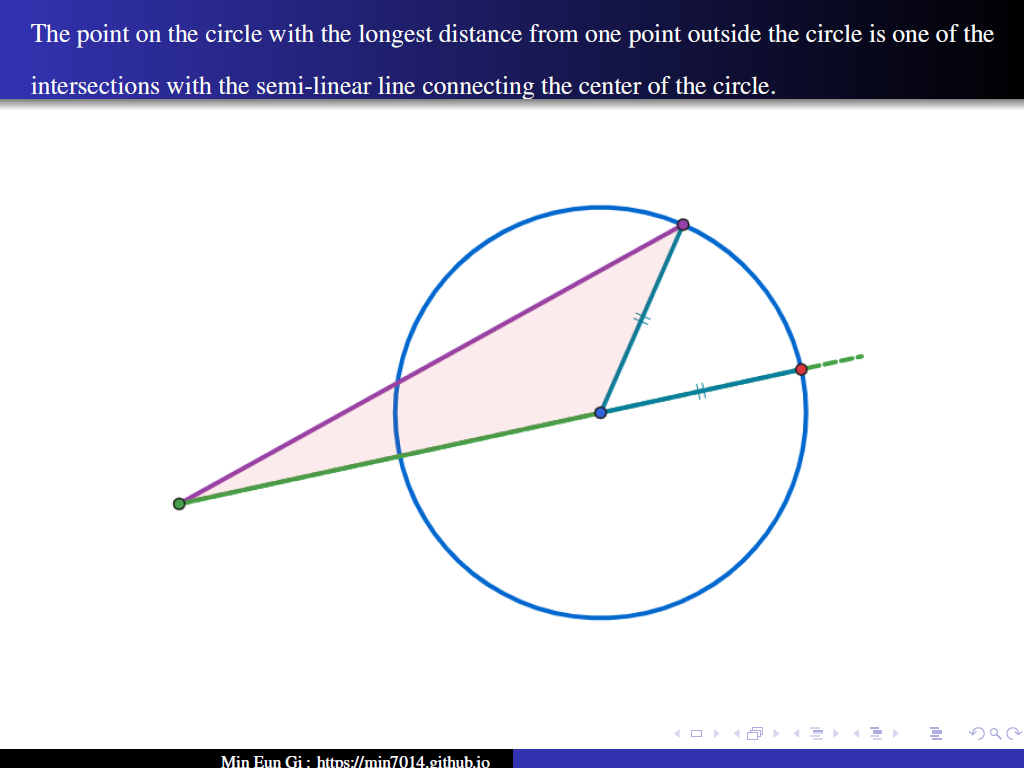 The point on the circle with the longest distance from one point outside the circle is one of the
intersections with the semi-linear line connecting the center of the circle.
Min Eun Gi : https://min7014.github.io